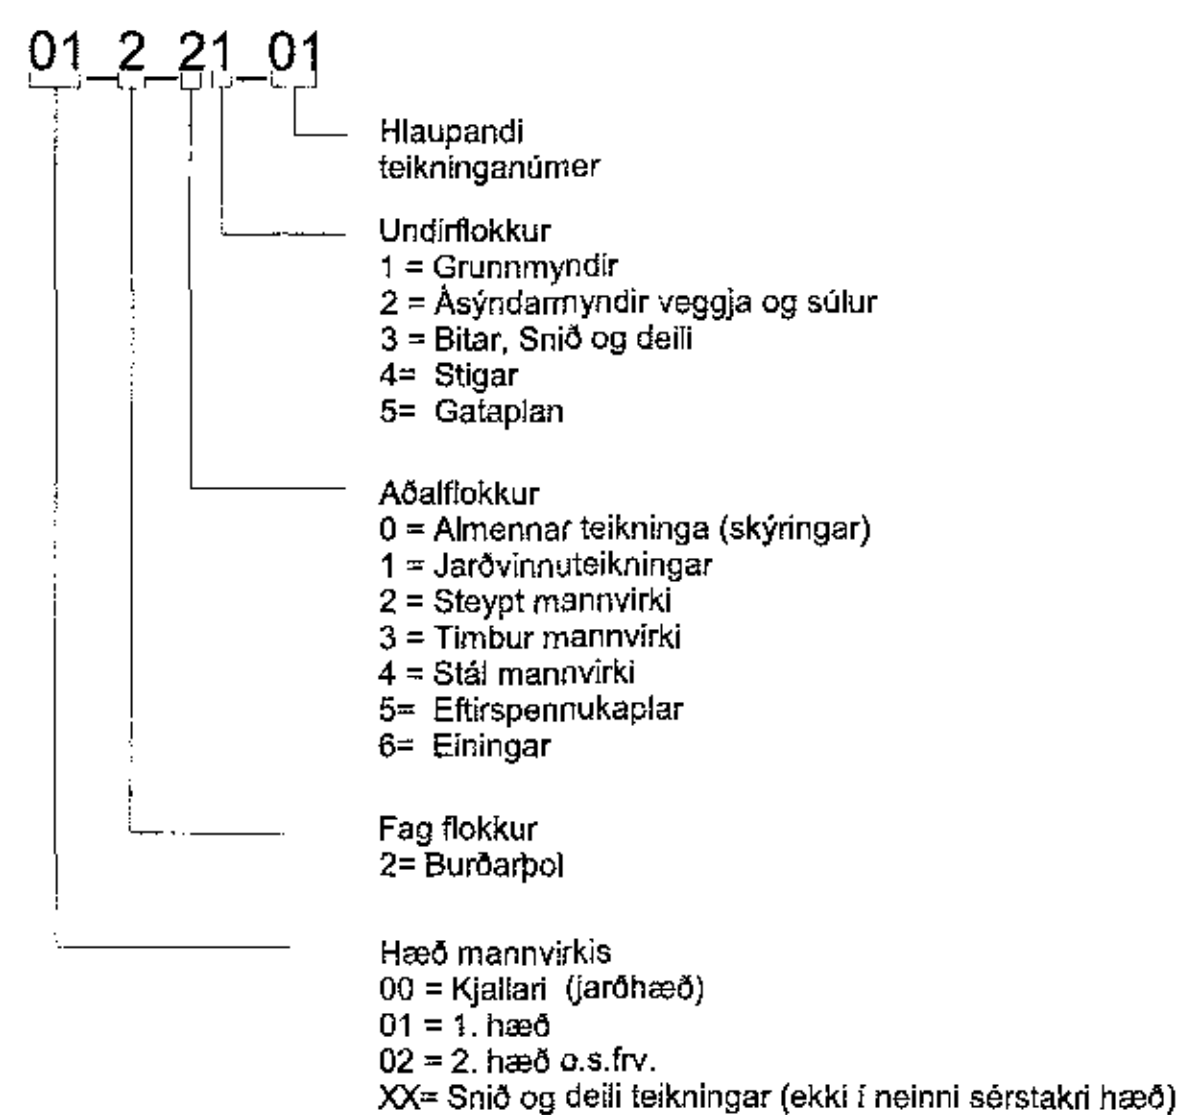 01_2_21_01
Hlaupandi
teikninganúmer
Undirflokkur
1 = Grunnmyndir
2 = Ásýndarmyndir veggja og súlur
3 = Bitar, Snið og deili
4= Stigar
5= Gataplan
Aðalflokkur
0 = Almennar teikninga (skýringar)
1 = Jarðvinnuteikningar
2 = Steypt mannvirki
3 = Timbur mannvirki
4 = Stál mannvirki
5= Eftirspennukaplar
6= Einingar
Fag flokkur
2= Burðarþol
Hæð mannvirkis
00 = Kjallari (jarðhæð)
01 = 1. hæð
02 = 2. hæð o.s.frv.
XX= Snið og deili teikningar (ekki í neinni sérstakri hæð)